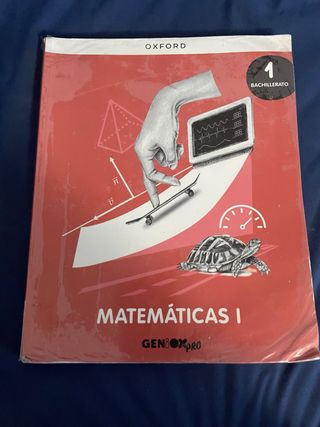 OXFORD
1
BACHILLERATO
MATEMÁTICAS I
GENiOX PRO